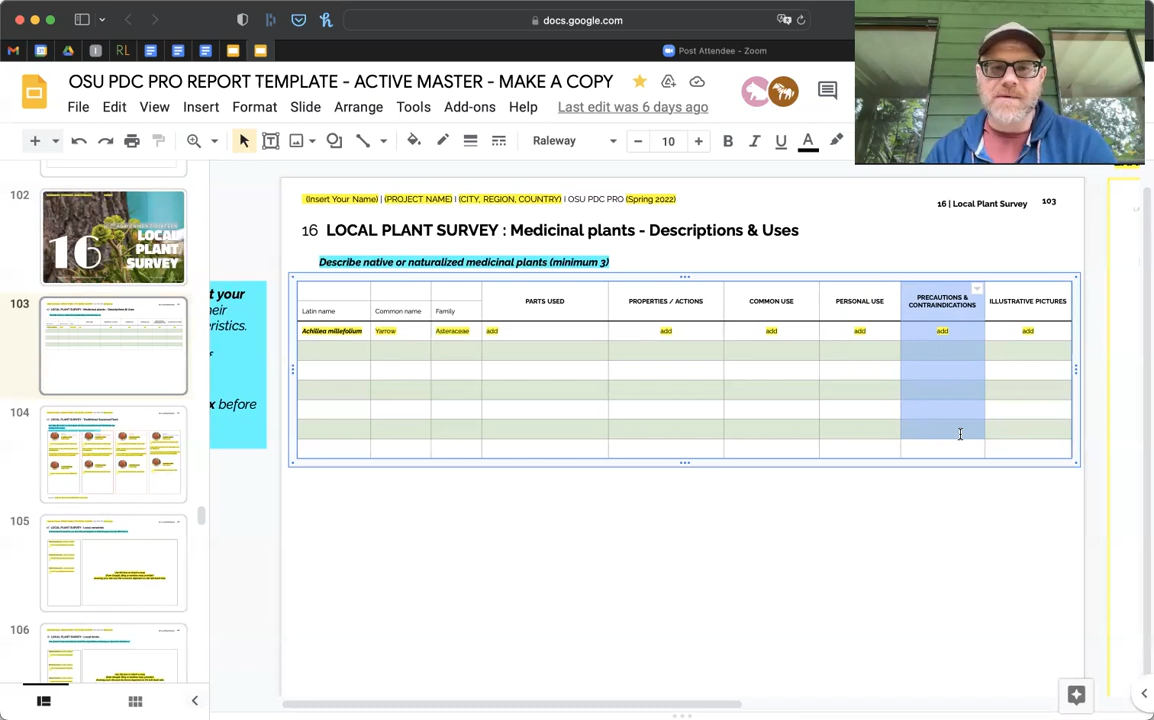 docs.google.com
Post Attendee - Zoom
RL
OSU PDC PRO REPORT TEMPLATE - ACTIVE MASTER - MAKE A COPY
File Edit View Insert Format Slide Arrange Tools Add-ons Help Last edit was 6 days ago
Raleway 10 B I U A
102
16 LOCAL PLANT SURVEY
103
104
105
106
t your
heir
ristics.
f
x before
(Insert Your Name) | (PROJECT NAME) I (CITY, REGION, COUNTRY) I OSU PDC PRO (Spring 2022)
16 | Local Plant Survey 103
16 LOCAL PLANT SURVEY : Medicinal plants - Descriptions & Uses
Describe native or naturalized medicinal plants (minimum 3)
PARTS USED PROPERTIES / ACTIONS COMMON USE PERSONAL USE PRECAUTIONS & CONTRAINDICATIONS ILLUSTRATIVE PICTURES
Latin name Common name Family
Achillea millefolium Yarrow Asteraceae add add add add add add